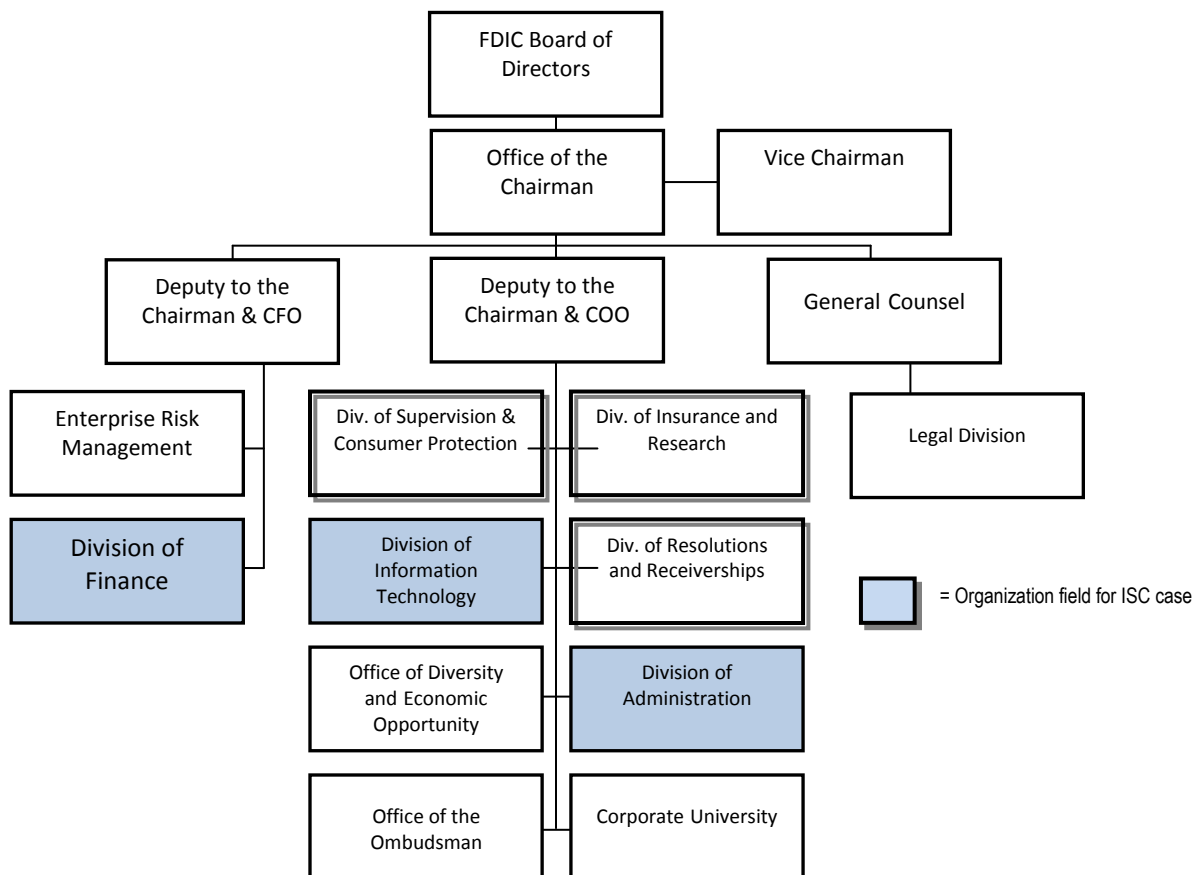 FDIC Board of
Directors
Office of the
Chairman
Vice Chairman
Deputy to the
Chairman & CFO
Deputy to the
Chairman & COO
General Counsel
Enterprise Risk
Management
Div. of Supervision &
Consumer Protection
Div. of Insurance and
Research
Legal Division
Division of
Finance
Division of
Information
Technology
Div. of Resolutions
and Receiverships
= Organization field for ISC case
Office of Diversity
and Economic
Opportunity
Division of
Administration
Office of the
Ombudsman
Corporate University